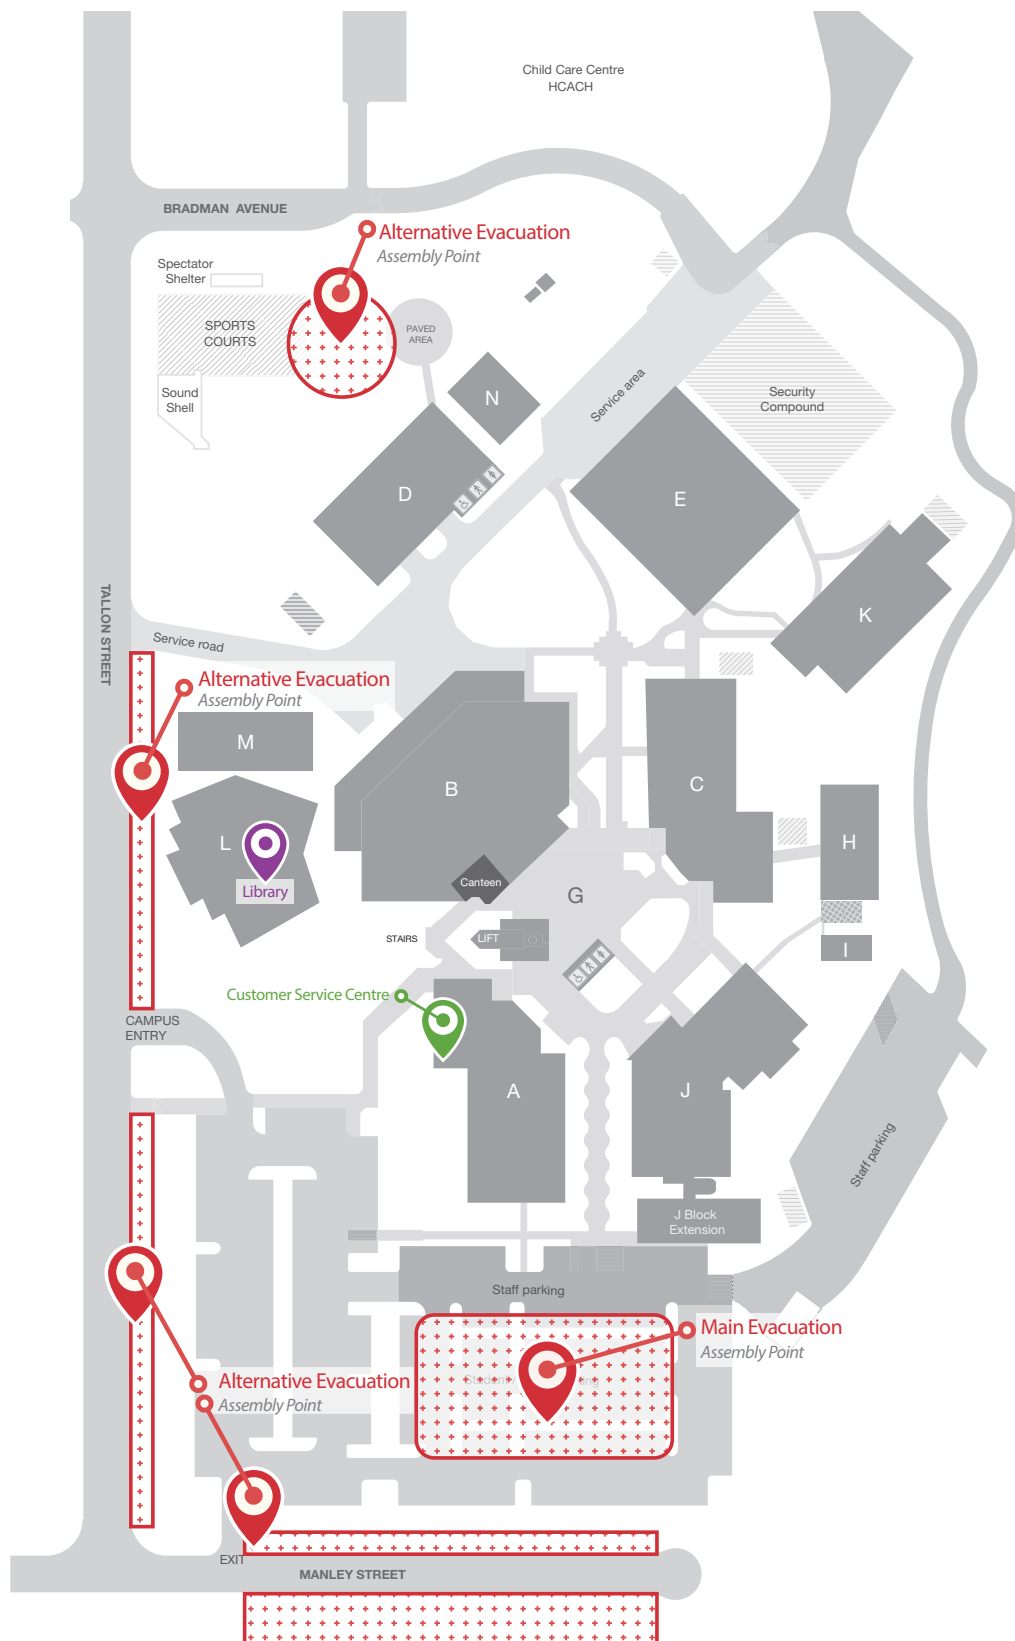 Child Care Centre
HCACH
BRADMAN AVENUE
Alternative Evacuation
Assembly Point
Spectator
Shelter
SPORTS
COURTS
PAVED
AREA
Sound
Shell
N
Service area
Security
Compound
D
E
K
TALLON STREET
Service road
Alternative Evacuation
Assembly Point
M
B
C
L
H
Library
Canteen
G
STAIRS
LIFT
I
Customer Service Centre
CAMPUS
ENTRY
A
J
Staff parking
J Block
Extension
Staff parking
Main Evacuation
Assembly Point
Alternative Evacuation
Assembly Point
EXIT
MANLEY STREET